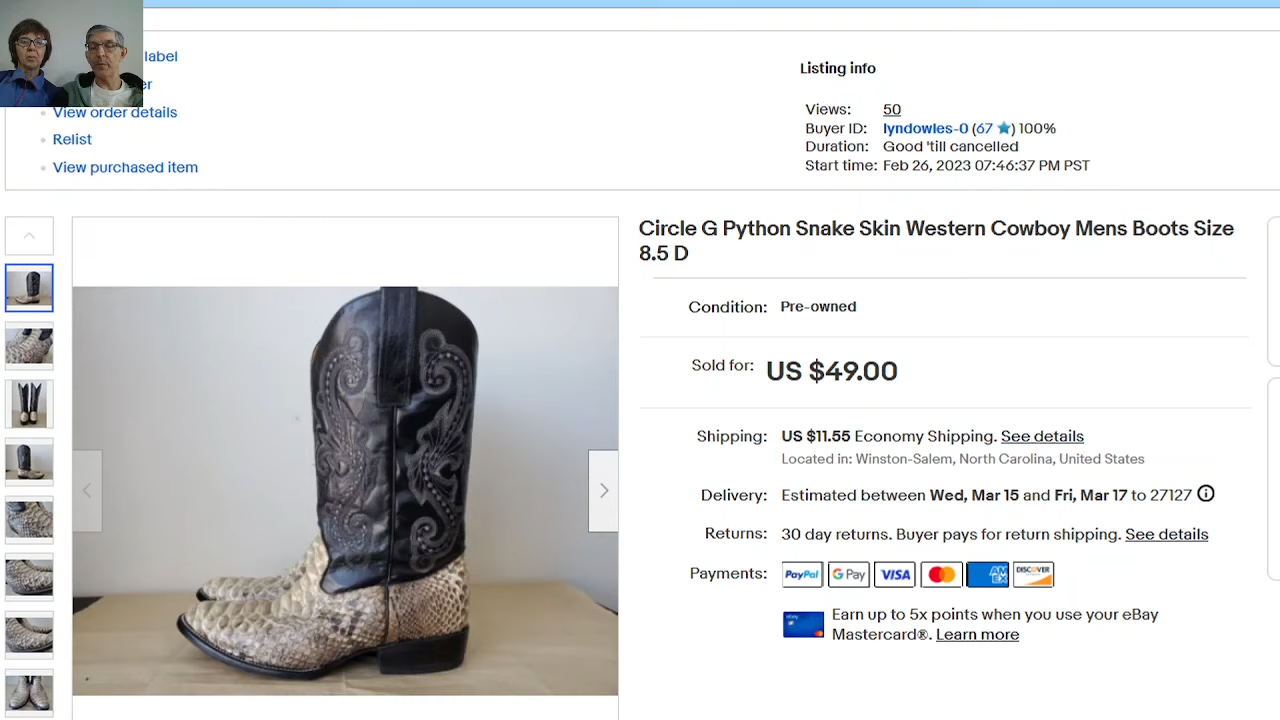 label
er
View order details
Relist
View purchased item
Listing info
Views: 50
Buyer ID: lyndowles-0 (67 ★) 100%
Duration: Good 'till cancelled
Start time: Feb 26, 2023 07:46:37 PM PST
Circle G Python Snake Skin Western Cowboy Mens Boots Size
8.5 D
Condition: Pre-owned
Sold for: US $49.00
Shipping: US $11.55 Economy Shipping. See details
Located in: Winston-Salem, North Carolina, United States
Delivery: Estimated between Wed, Mar 15 and Fri, Mar 17 to 27127
Returns: 30 day returns. Buyer pays for return shipping. See details
Payments: PayPal G Pay VISA AMEX DISCOVER
Earn up to 5x points when you use your eBay
Mastercard®. Learn more